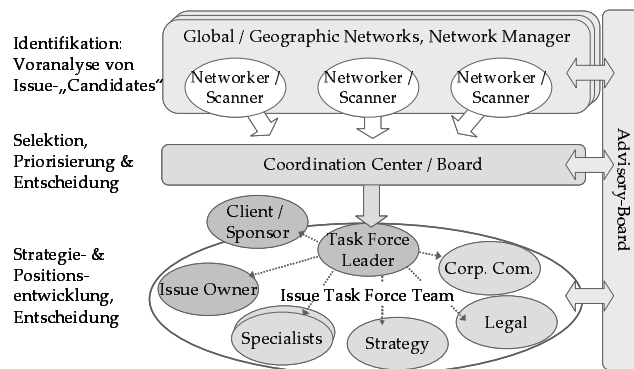 Identifikation:
Voranalyse von
Issue-„Candidates“
Global / Geographic Networks, Network Manager
Networker /
Scanner
Networker /
Scanner
Networker /
Scanner
Selektion,
Priorisierung &
Entscheidung
Coordination Center / Board
Advisory-Board
Strategie- &
Positions-
entwicklung,
Entscheidung
Client /
Sponsor
Task Force
Leader
Corp. Com.
Issue Owner
Issue Task Force Team
Specialists
Strategy
Legal